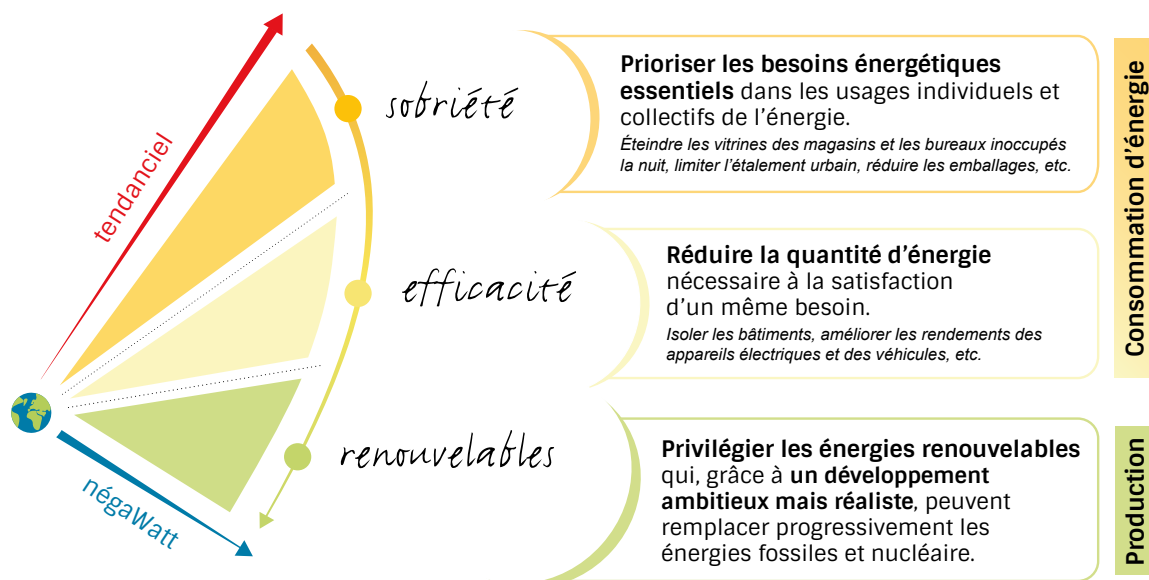 tendanciel
négaWatt
sobriété
Prioriser les besoins énergétiques
essentiels dans les usages individuels et
collectifs de l’énergie.
Éteindre les vitrines des magasins et les bureaux inoccupés
la nuit, limiter l’étalement urbain, réduire les emballages, etc.
efficacité
Réduire la quantité d’énergie
nécessaire à la satisfaction
d’un même besoin.
Isoler les bâtiments, améliorer les rendements des
appareils électriques et des véhicules, etc.
Consommation d’énergie
renouvelables
Privilégier les énergies renouvelables
qui, grâce à un développement
ambitieux mais réaliste, peuvent
remplacer progressivement les
énergies fossiles et nucléaire.
Production